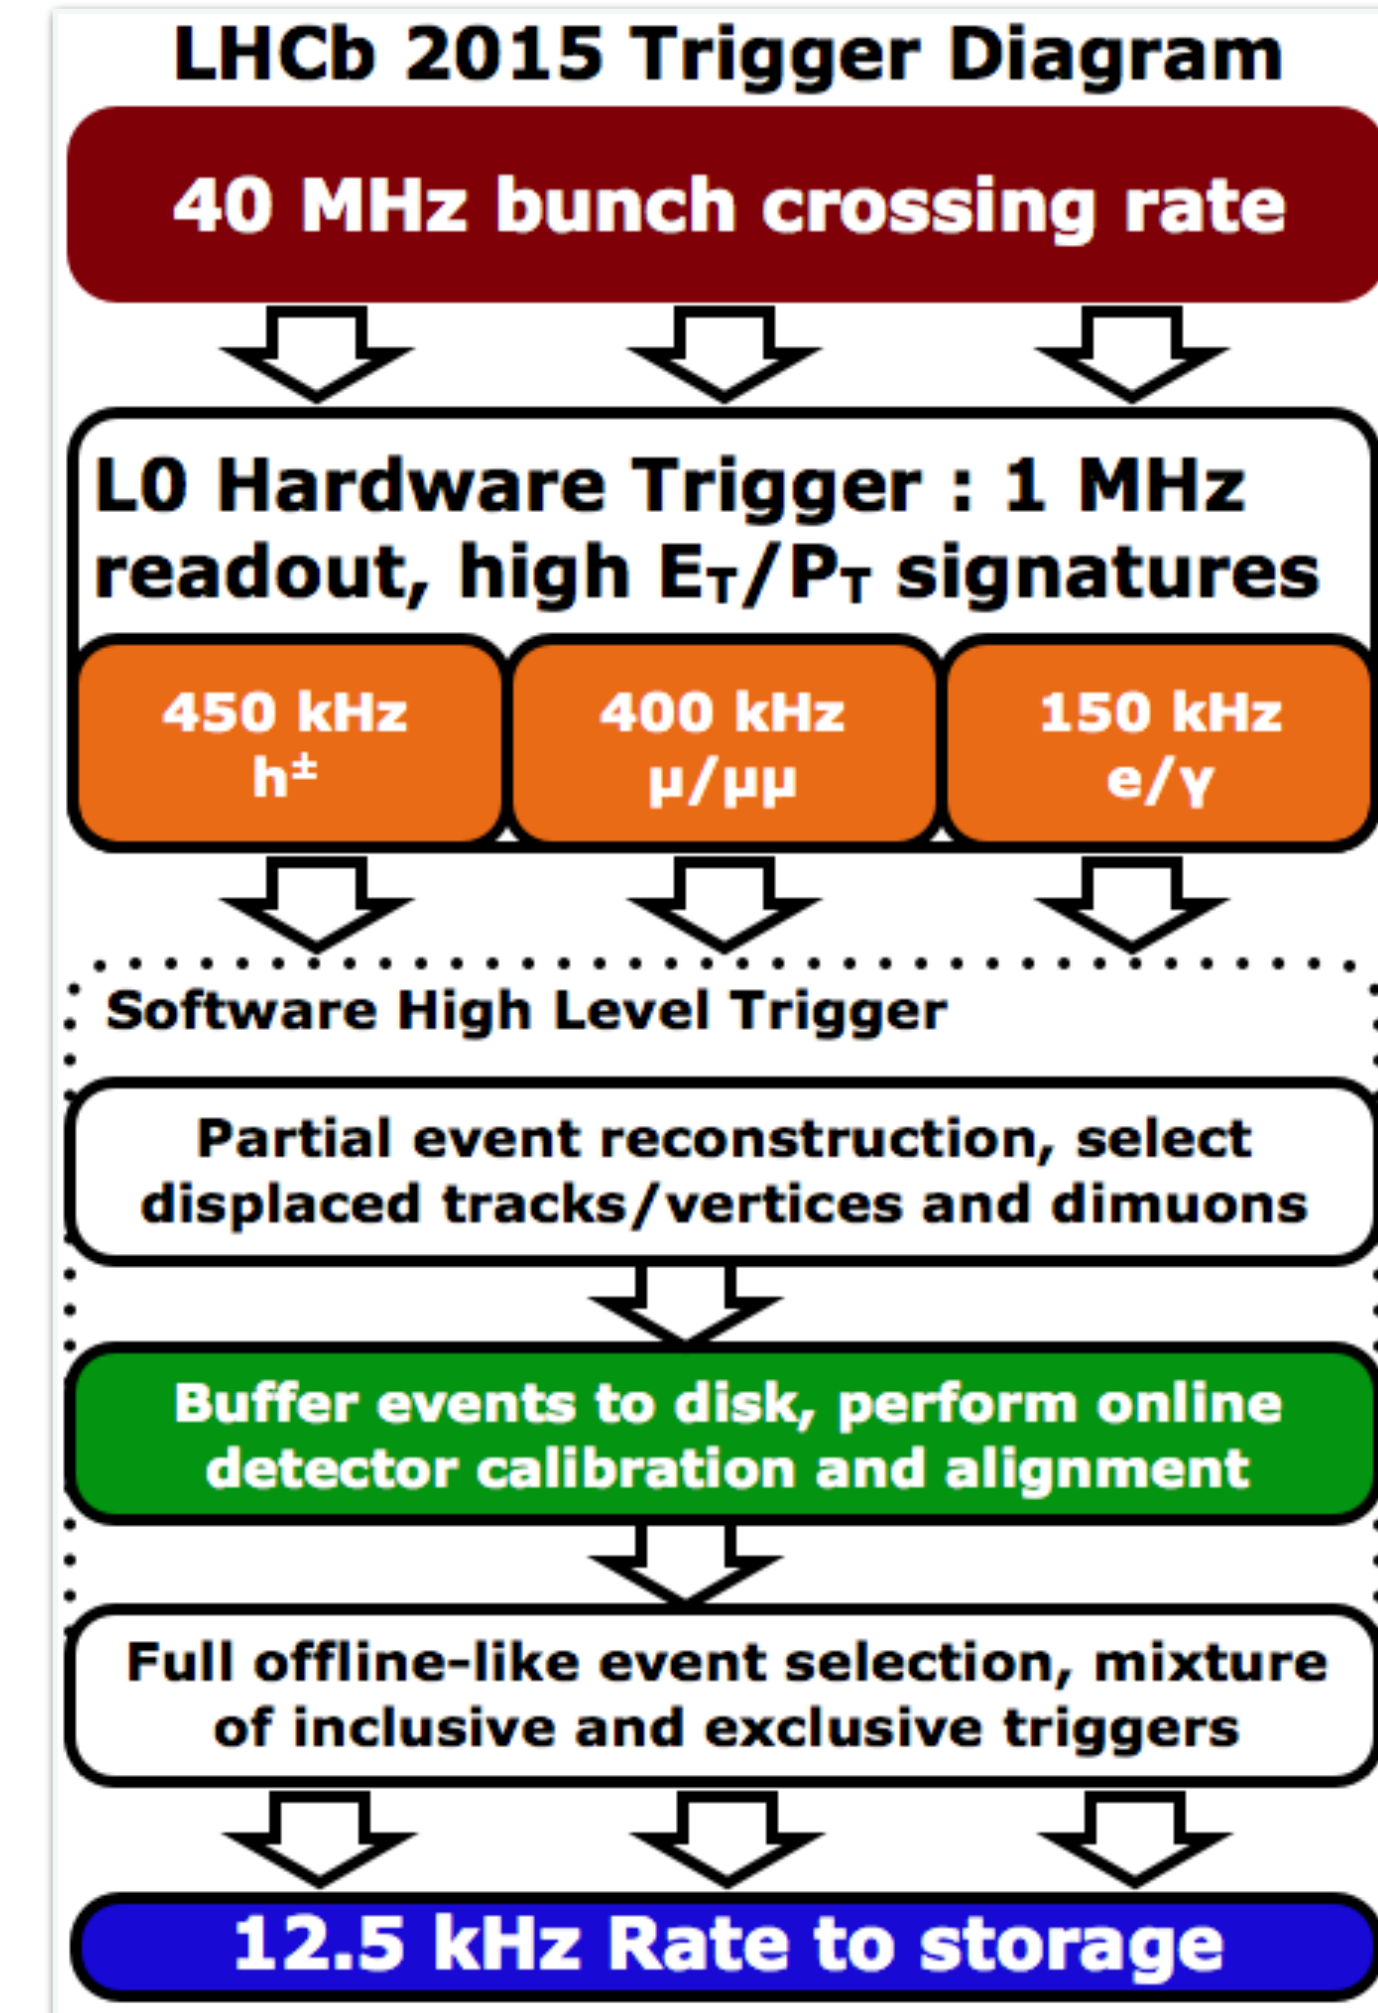 LHCb 2015 Trigger Diagram
40 MHz bunch crossing rate
L0 Hardware Trigger : 1 MHz
readout, high E_T/P_T signatures
450 kHz
h±
400 kHz
μ/μμ
150 kHz
e/γ
Software High Level Trigger
Partial event reconstruction, select
displaced tracks/vertices and dimuons
Buffer events to disk, perform online
detector calibration and alignment
Full offline-like event selection, mixture
of inclusive and exclusive triggers
12.5 kHz Rate to storage